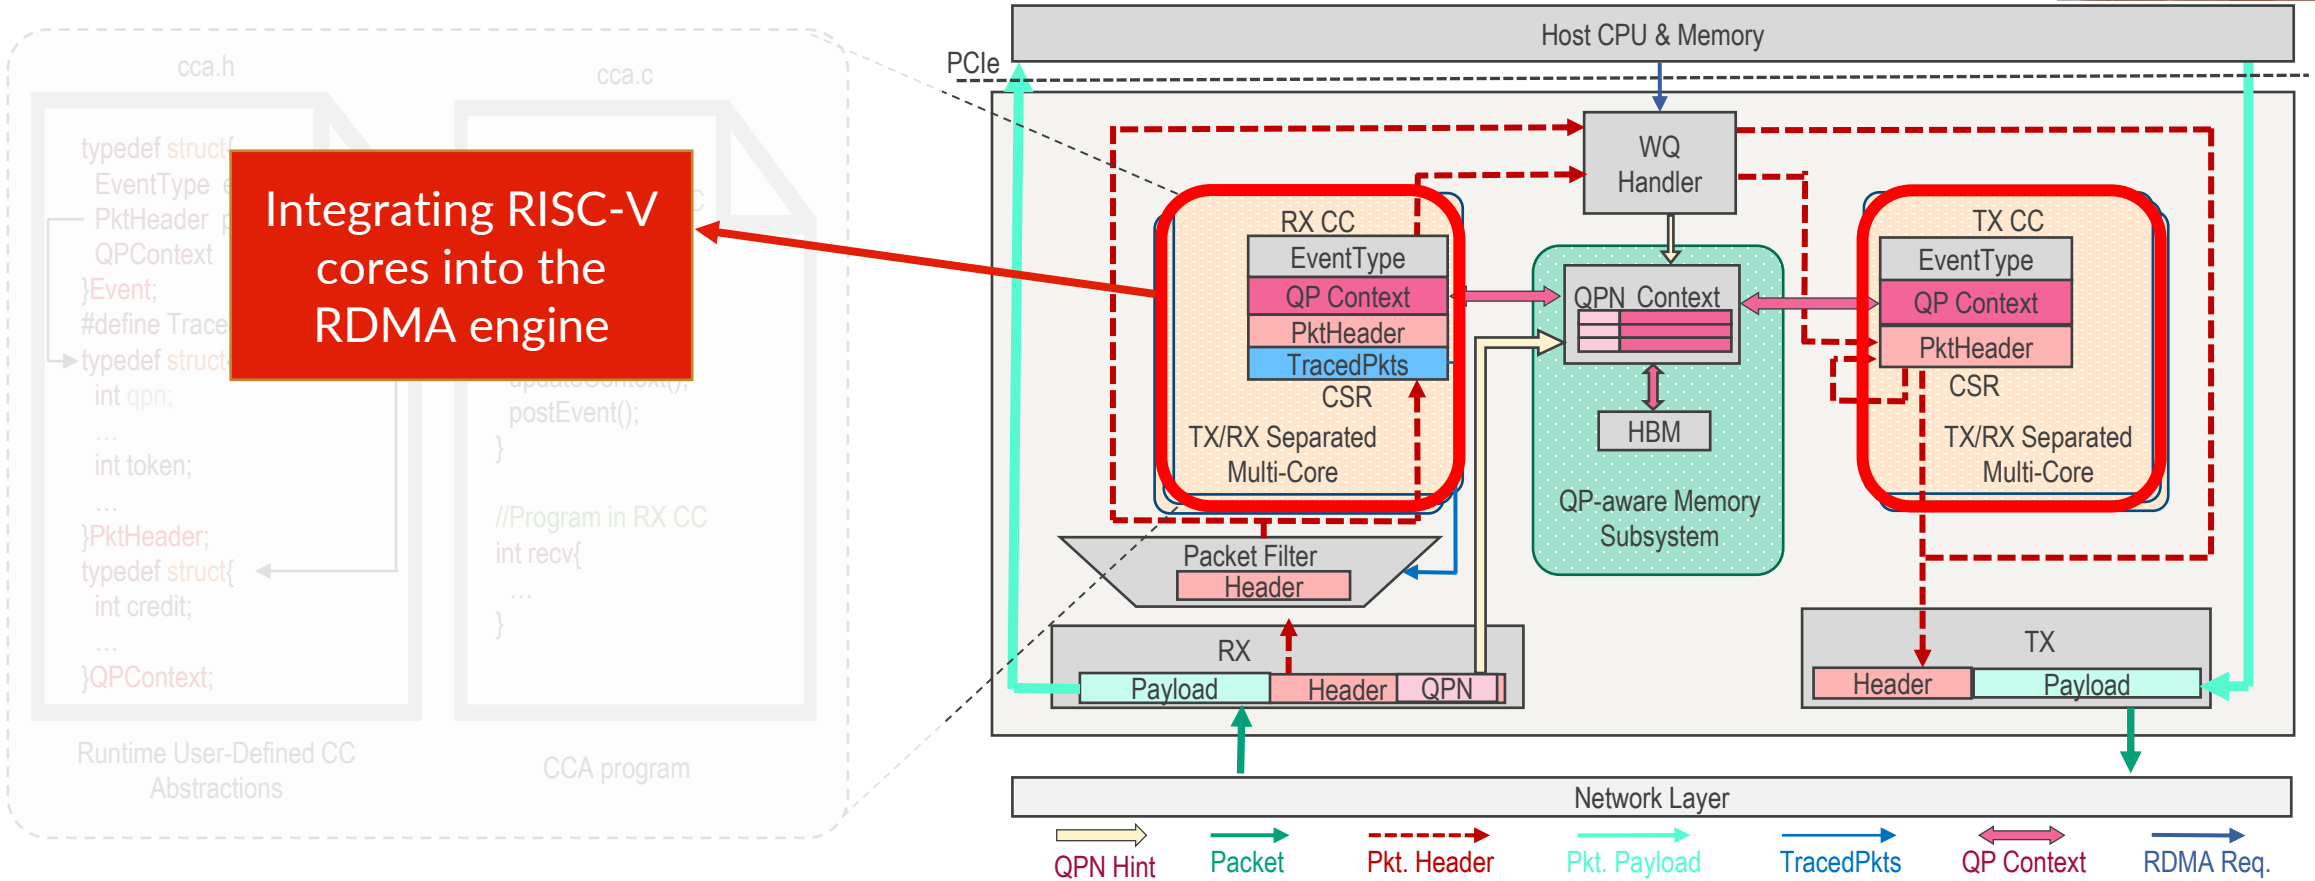 cca.h
typedef struct{
EventType
PktHeader
QPContext
}Event;
#define Trace
typedef struct{
int qpn;
...
int token;
...
}PktHeader;
typedef struct{
int credit;
...
}QPContext;
Runtime User-Defined CC
Abstractions
cca.c
updateContext();
postEvent();
}
//Program in RX CC
int recv{
...
}
CCA program
Integrating RISC-V
cores into the
RDMA engine
Host CPU & Memory
PCIe
WQ
Handler
RX CC
EventType
QP Context
PktHeader
TracedPkts
CSR
TX/RX Separated
Multi-Core
QPN Context
HBM
QP-aware Memory
Subsystem
TX CC
EventType
QP Context
PktHeader
CSR
TX/RX Separated
Multi-Core
Packet Filter
Header
RX
Payload Header QPN
TX
Header Payload
Network Layer
QPN Hint
Packet
Pkt. Header
Pkt. Payload
TracedPkts
QP Context
RDMA Req.